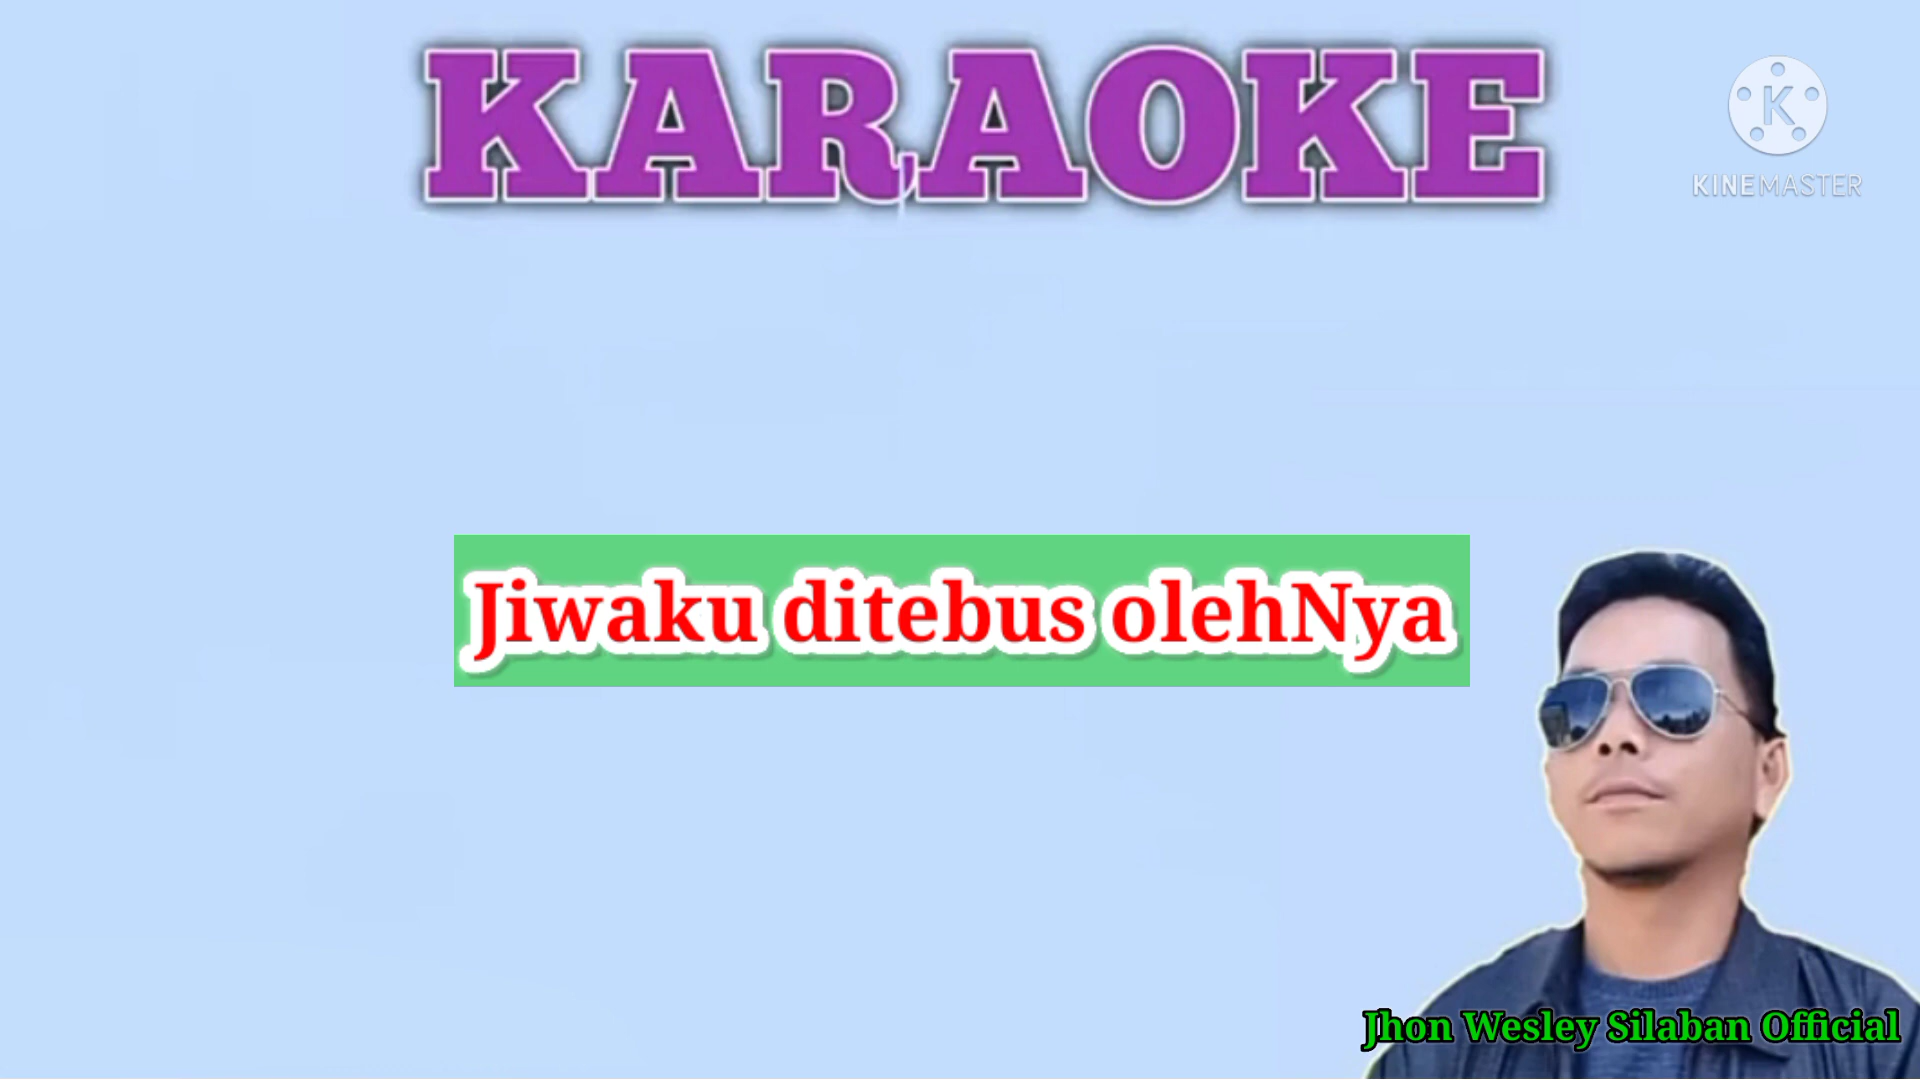 KARAOKE
K
KINEMASTER
Jiwaku ditebus olehNya
Jhon Wesley Silaban Official